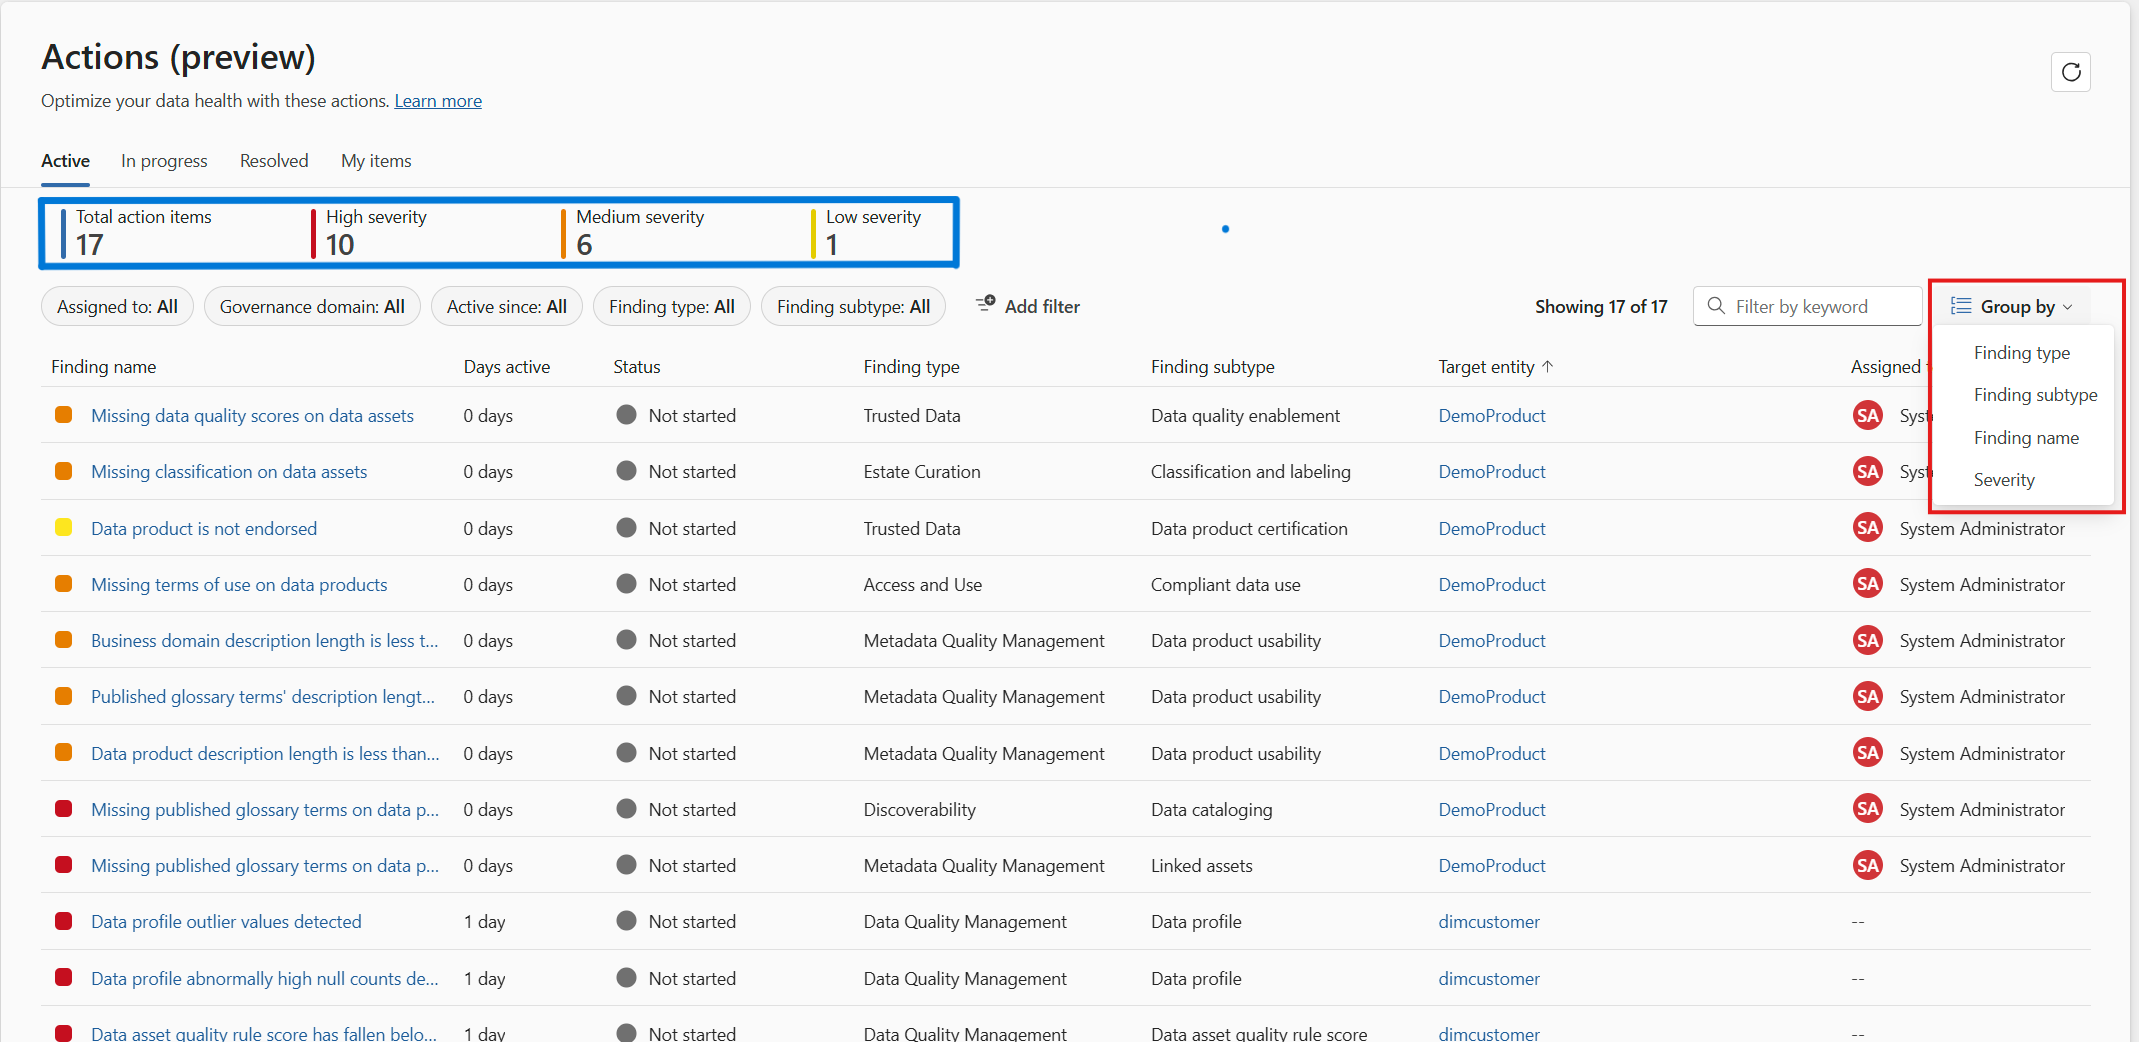 Actions (preview)
Optimize your data health with these actions. Learn more
Active In progress Resolved My items
Total action items High severity Medium severity Low severity
17 10 6 1
Assigned to: All Governance domain: All Active since: All Finding type: All Finding subtype: All Add filter Showing 17 of 17 Filter by keyword Group by
Finding type
Finding subtype
Finding name
Severity
Finding name Days active Status Finding type Finding subtype Target entity ↑ Assigned
Missing data quality scores on data assets 0 days Not started Trusted Data Data quality enablement DemoProduct SA Syst
Missing classification on data assets 0 days Not started Estate Curation Classification and labeling DemoProduct SA Syst
Data product is not endorsed 0 days Not started Trusted Data Data product certification DemoProduct SA System Administrator
Missing terms of use on data products 0 days Not started Access and Use Compliant data use DemoProduct SA System Administrator
Business domain description length is less t... 0 days Not started Metadata Quality Management Data product usability DemoProduct SA System Administrator
Published glossary terms' description lengt... 0 days Not started Metadata Quality Management Data product usability DemoProduct SA System Administrator
Data product description length is less than... 0 days Not started Metadata Quality Management Data product usability DemoProduct SA System Administrator
Missing published glossary terms on data p... 0 days Not started Discoverability Data cataloging DemoProduct SA System Administrator
Missing published glossary terms on data p... 0 days Not started Metadata Quality Management Linked assets DemoProduct SA System Administrator
Data profile outlier values detected 1 day Not started Data Quality Management Data profile dimcustomer --
Data profile abnormally high null counts de... 1 day Not started Data Quality Management Data profile dimcustomer --
Data asset quality rule score has fallen belo... 1 day Not started Data Quality Management Data asset quality rule score dimcustomer --